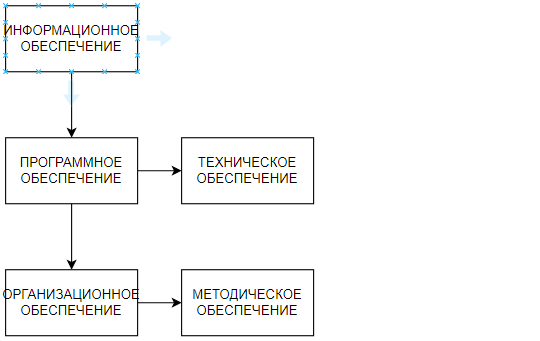 ИНФОРМАЦИОННОЕ
ОБЕСПЕЧЕНИЕ
ПРОГРАММНОЕ
ОБЕСПЕЧЕНИЕ
ТЕХНИЧЕСКОЕ
ОБЕСПЕЧЕНИЕ
ОРГАНИЗАЦИОННОЕ
ОБЕСПЕЧЕНИЕ
МЕТОДИЧЕСКОЕ
ОБЕСПЕЧЕНИЕ